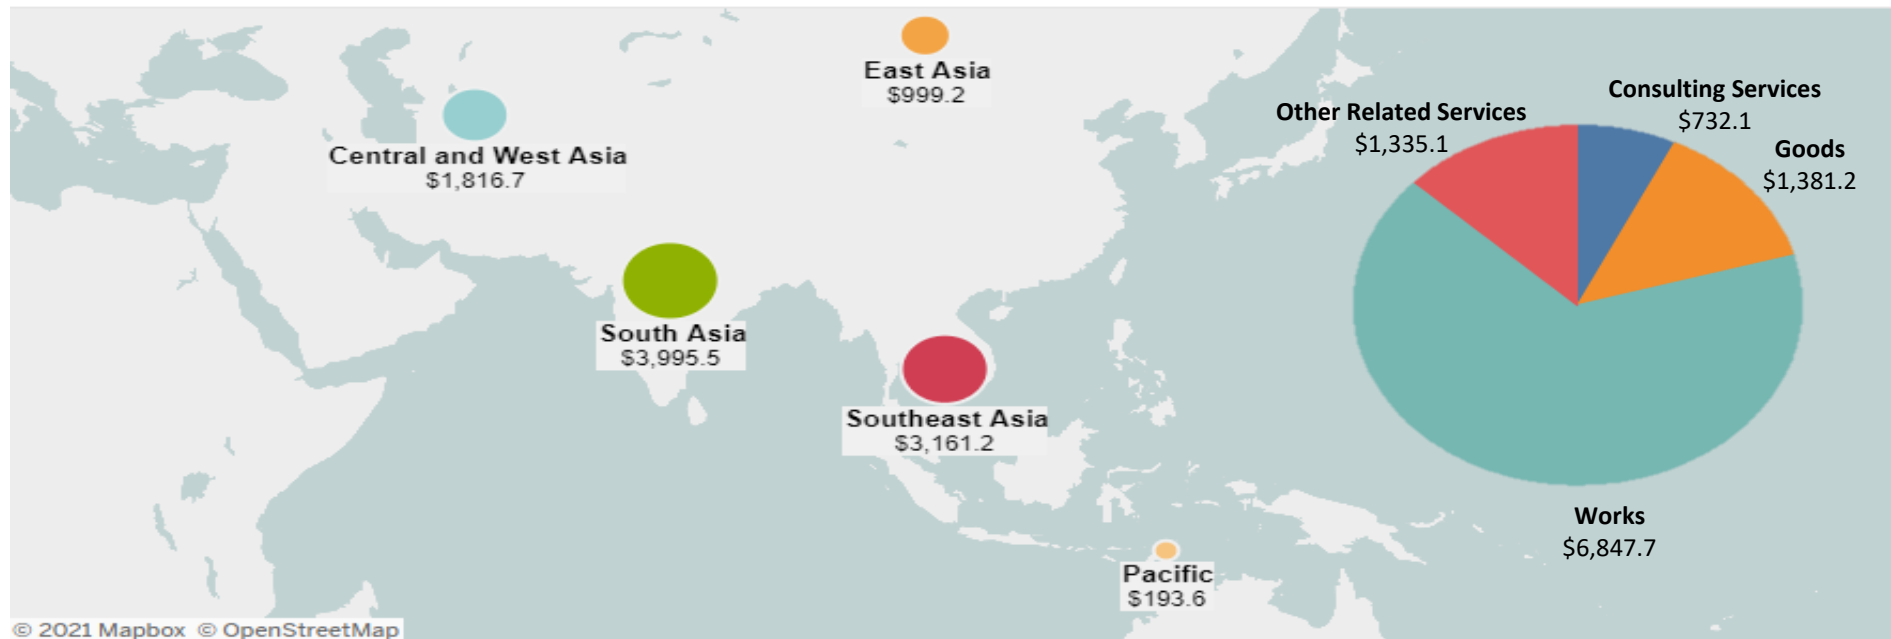 East Asia
$999.2
Central and West Asia
$1,816.7
South Asia
$3,995.5
Southeast Asia
$3,161.2
Pacific
$193.6
Other Related Services
$1,335.1
Consulting Services
$732.1
Goods
$1,381.2
Works
$6,847.7
© 2021 Mapbox © OpenStreetMap